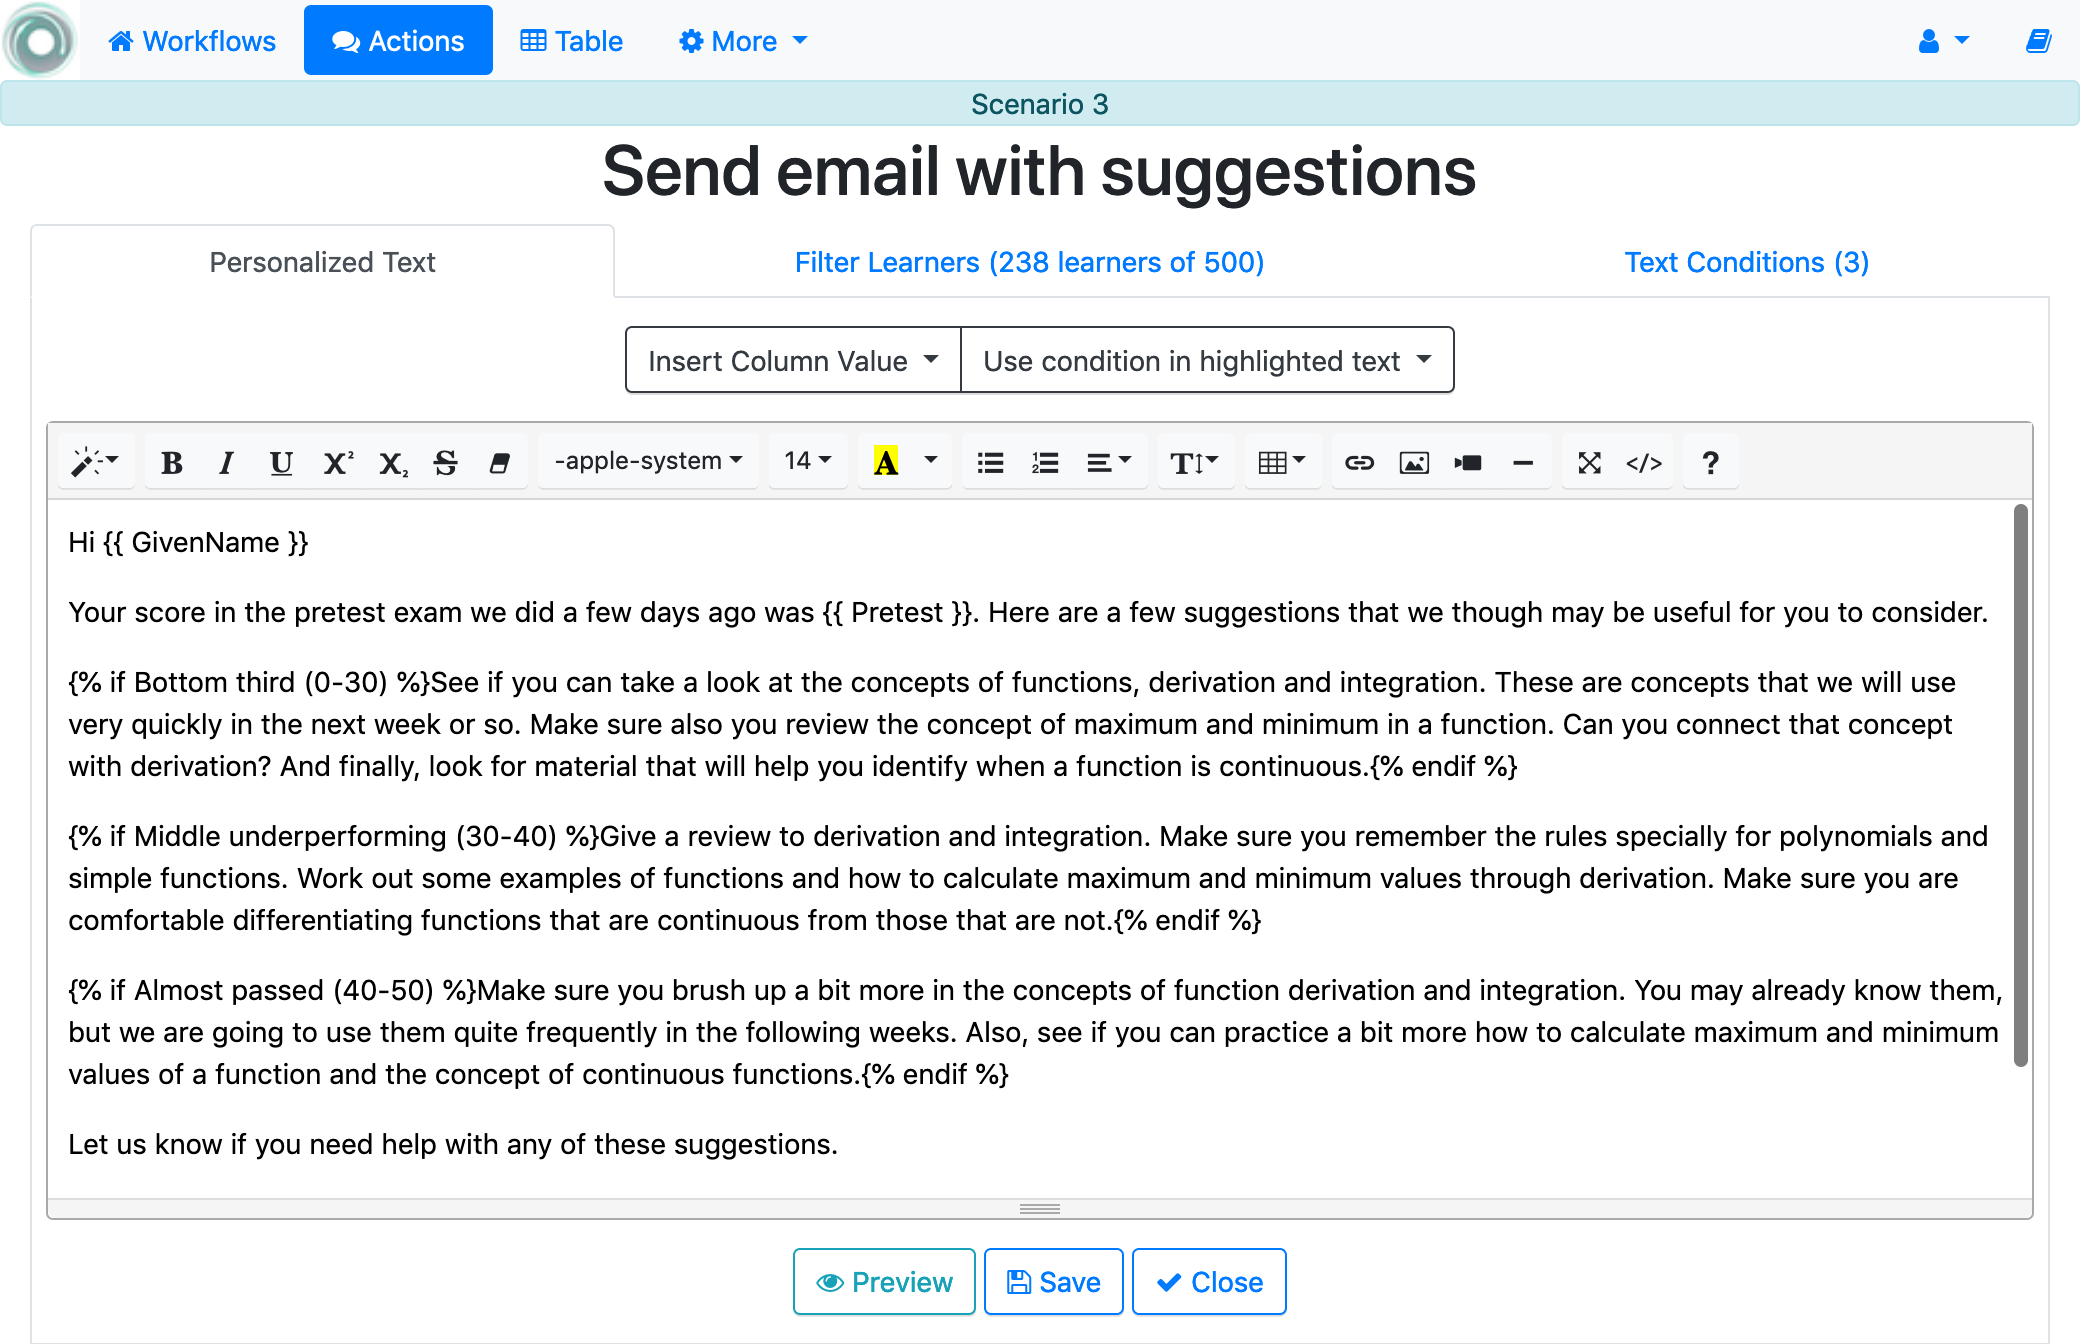 Workflows Actions Table More
Scenario 3
Send email with suggestions
Personalized Text Filter Learners (238 learners of 500) Text Conditions (3)
Insert Column Value Use condition in highlighted text
B I U X² X₂ S -apple-system 14 A T </> ?
Hi {{ GivenName }}
Your score in the pretest exam we did a few days ago was {{ Pretest }}. Here are a few suggestions that we though may be useful for you to consider.
{% if Bottom third (0-30) %}See if you can take a look at the concepts of functions, derivation and integration. These are concepts that we will use
very quickly in the next week or so. Make sure also you review the concept of maximum and minimum in a function. Can you connect that concept
with derivation? And finally, look for material that will help you identify when a function is continuous.{% endif %}
{% if Middle underperforming (30-40) %}Give a review to derivation and integration. Make sure you remember the rules specially for polynomials and
simple functions. Work out some examples of functions and how to calculate maximum and minimum values through derivation. Make sure you are
comfortable differentiating functions that are continuous from those that are not.{% endif %}
{% if Almost passed (40-50) %}Make sure you brush up a bit more in the concepts of function derivation and integration. You may already know them,
but we are going to use them quite frequently in the following weeks. Also, see if you can practice a bit more how to calculate maximum and minimum
values of a function and the concept of continuous functions.{% endif %}
Let us know if you need help with any of these suggestions.
Preview Save Close